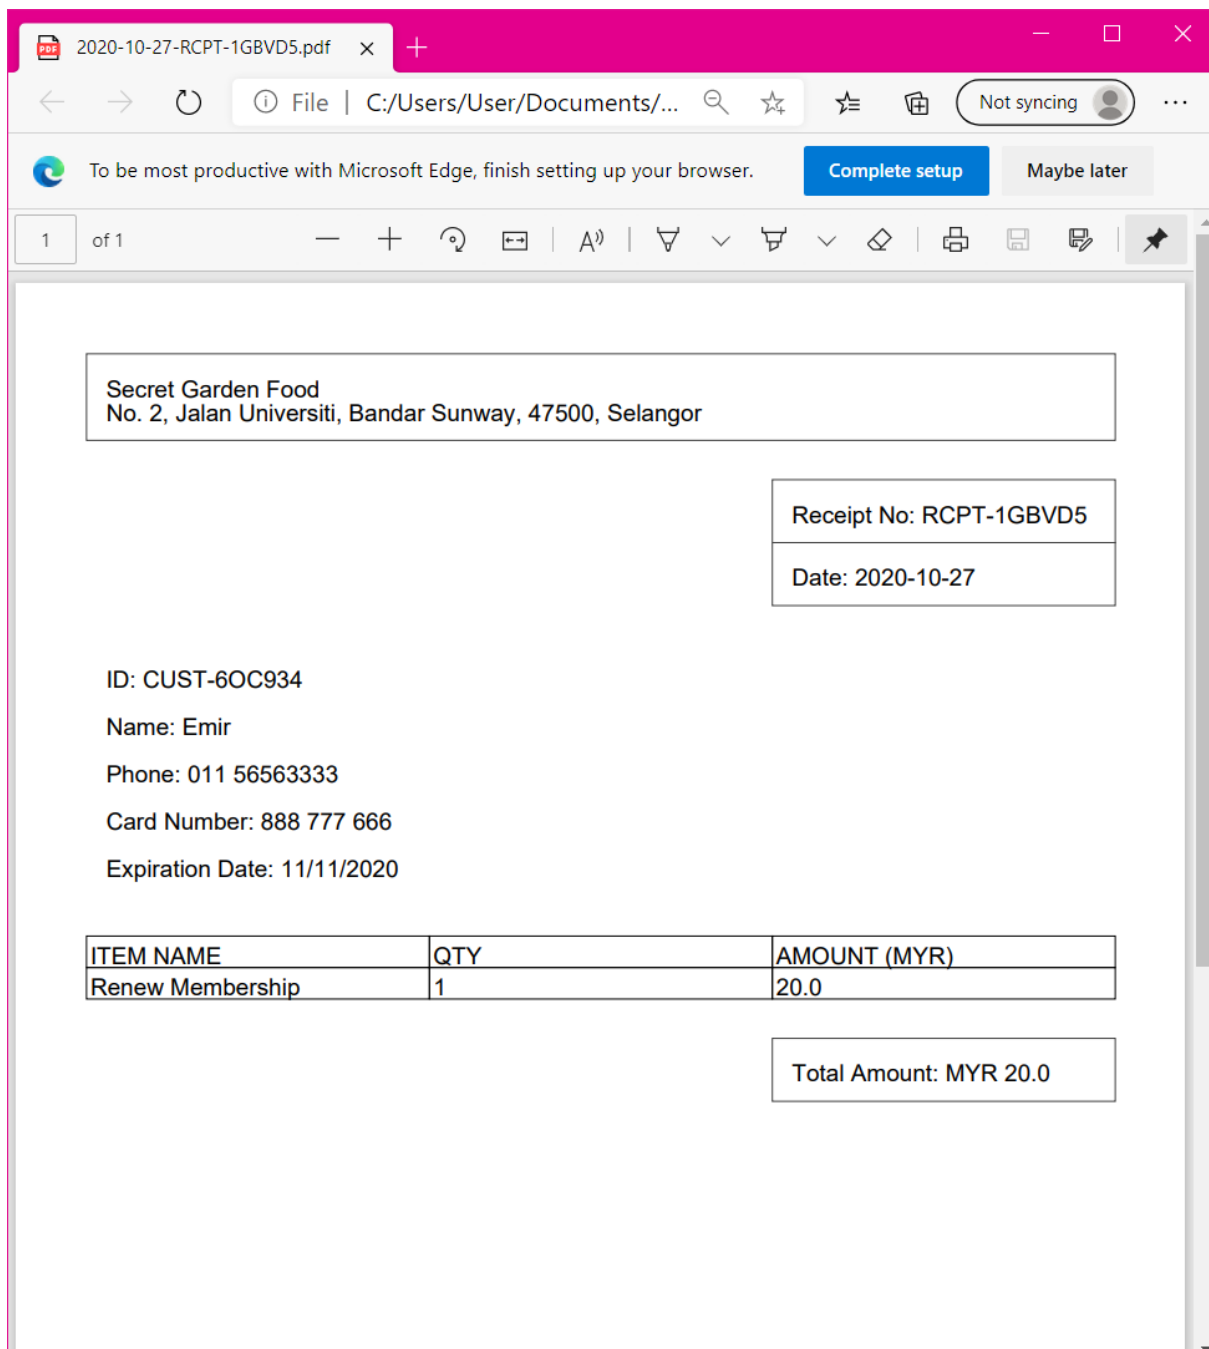 2020-10-27-RCPT-1GBVD5.pdf
File | C:/Users/User/Documents/... Not syncing
To be most productive with Microsoft Edge, finish setting up your browser. Complete setup Maybe later
1 of 1
Secret Garden Food
No. 2, Jalan Universiti, Bandar Sunway, 47500, Selangor
Receipt No: RCPT-1GBVD5
Date: 2020-10-27
ID: CUST-6OC934
Name: Emir
Phone: 011 56563333
Card Number: 888 777 666
Expiration Date: 11/11/2020
ITEM NAME QTY AMOUNT (MYR)
Renew Membership 1 20.0
Total Amount: MYR 20.0